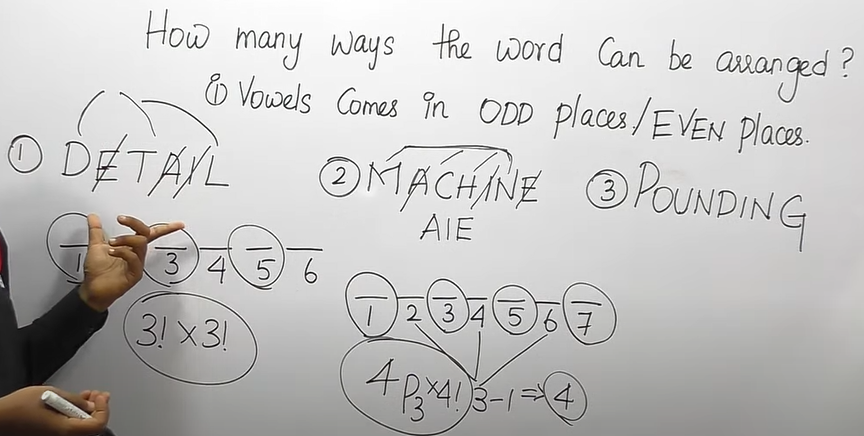 How many ways the word Can be arranged?
① Vowels Comes in ODD places/EVEN Places.
① DETAIL
② MACHINE
③ POUNDING
AIE
1 3 4 5 6
1 2 3 4 5 6 7
3! × 3!
4P3 × 4! 3-1 ⇒ 4